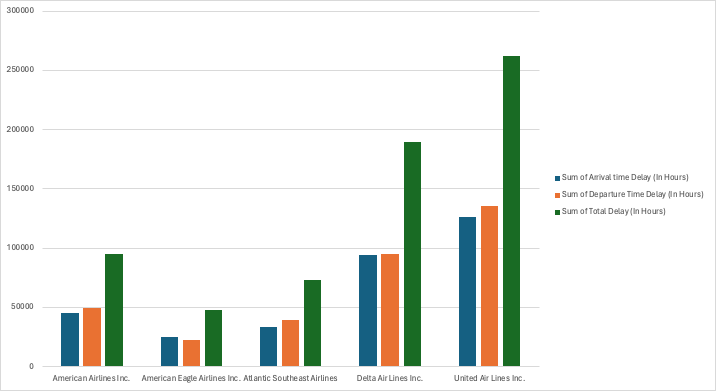 300000
250000
200000
150000
100000
50000
0
American Airlines Inc.
American Eagle Airlines Inc.
Atlantic Southeast Airlines
Delta Air Lines Inc.
United Air Lines Inc.
Sum of Arrival time Delay (In Hours)
Sum of Departure Time Delay (In Hours)
Sum of Total Delay (In Hours)